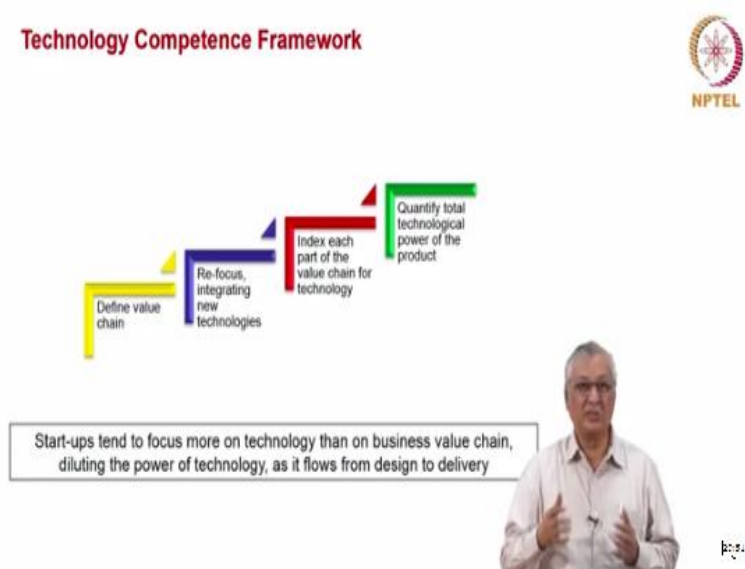 Technology Competence Framework
NPTEL
Define value
chain
Re-focus,
integrating
new
technologies
Index each
part of the
value chain for
technology
Quantify total
technological
power of the
product
Start-ups tend to focus more on technology than on business value chain,
diluting the power of technology, as it flows from design to delivery